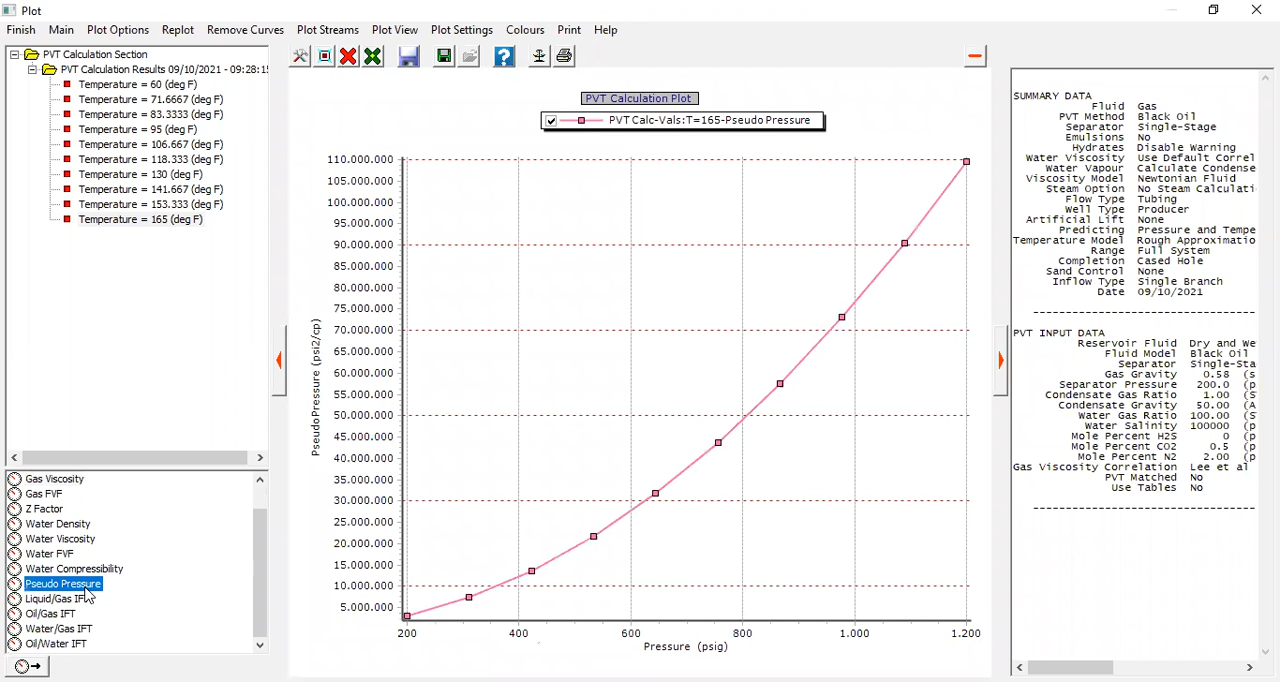 Plot
Finish Main Plot Options Replot Remove Curves Plot Streams Plot View Plot Settings Colours Print Help
PVT Calculation Section
PVT Calculation Results 09/10/2021 - 09:28:1
Temperature = 60 (deg F)
Temperature = 71.6667 (deg F)
Temperature = 83.3333 (deg F)
Temperature = 95 (deg F)
Temperature = 106.667 (deg F)
Temperature = 118.333 (deg F)
Temperature = 130 (deg F)
Temperature = 141.667 (deg F)
Temperature = 153.333 (deg F)
Temperature = 165 (deg F)
Gas Viscosity
Gas FVF
Z Factor
Water Density
Water Viscosity
Water FVF
Water Compressibility
Pseudo Pressure
Liquid/Gas IFT
Oil/Gas IFT
Water/Gas IFT
Oil/Water IFT
PVT Calculation Plot
PVT Calc-Vals:T=165-Pseudo Pressure
110.000.000
105.000.000
100.000.000
95.000.000
90.000.000
85.000.000
80.000.000
75.000.000
70.000.000
65.000.000
60.000.000
55.000.000
50.000.000
45.000.000
40.000.000
35.000.000
30.000.000
25.000.000
20.000.000
15.000.000
10.000.000
5.000.000
Pseudo Pressure (psi2/cp)
200 400 600 800 1.000 1.200
Pressure (psig)
SUMMARY DATA
Fluid Gas
PVT Method Black Oil
Separator Single-Stage
Emulsions No
Hydrates Disable Warning
Water Viscosity Use Default Correl
Water Vapour Calculate Condense
Viscosity Model Newtonian Fluid
Steam Option No Steam Calculati
Flow Type Tubing
Well Type Producer
Artificial Lift None
Predicting Pressure and Tempe
Temperature Model Rough Approximatio
Range Full System
Completion Cased Hole
Sand Control None
Inflow Type Single Branch
Date 09/10/2021
PVT INPUT DATA
Reservoir Fluid Dry and We
Fluid Model Black Oil
Separator Single-Sta
Gas Gravity 0.58 (s
Separator Pressure 200.0 (p
Condensate Gas Ratio 1.00 (S
Condensate Gravity 50.00 (A
Water Gas Ratio 100.00 (S
Water Salinity 100000 (p
Mole Percent H2S 0 (p
Mole Percent CO2 0.5 (p
Mole Percent N2 2.00 (p
Gas Viscosity Correlation Lee et al
PVT Matched No
Use Tables No